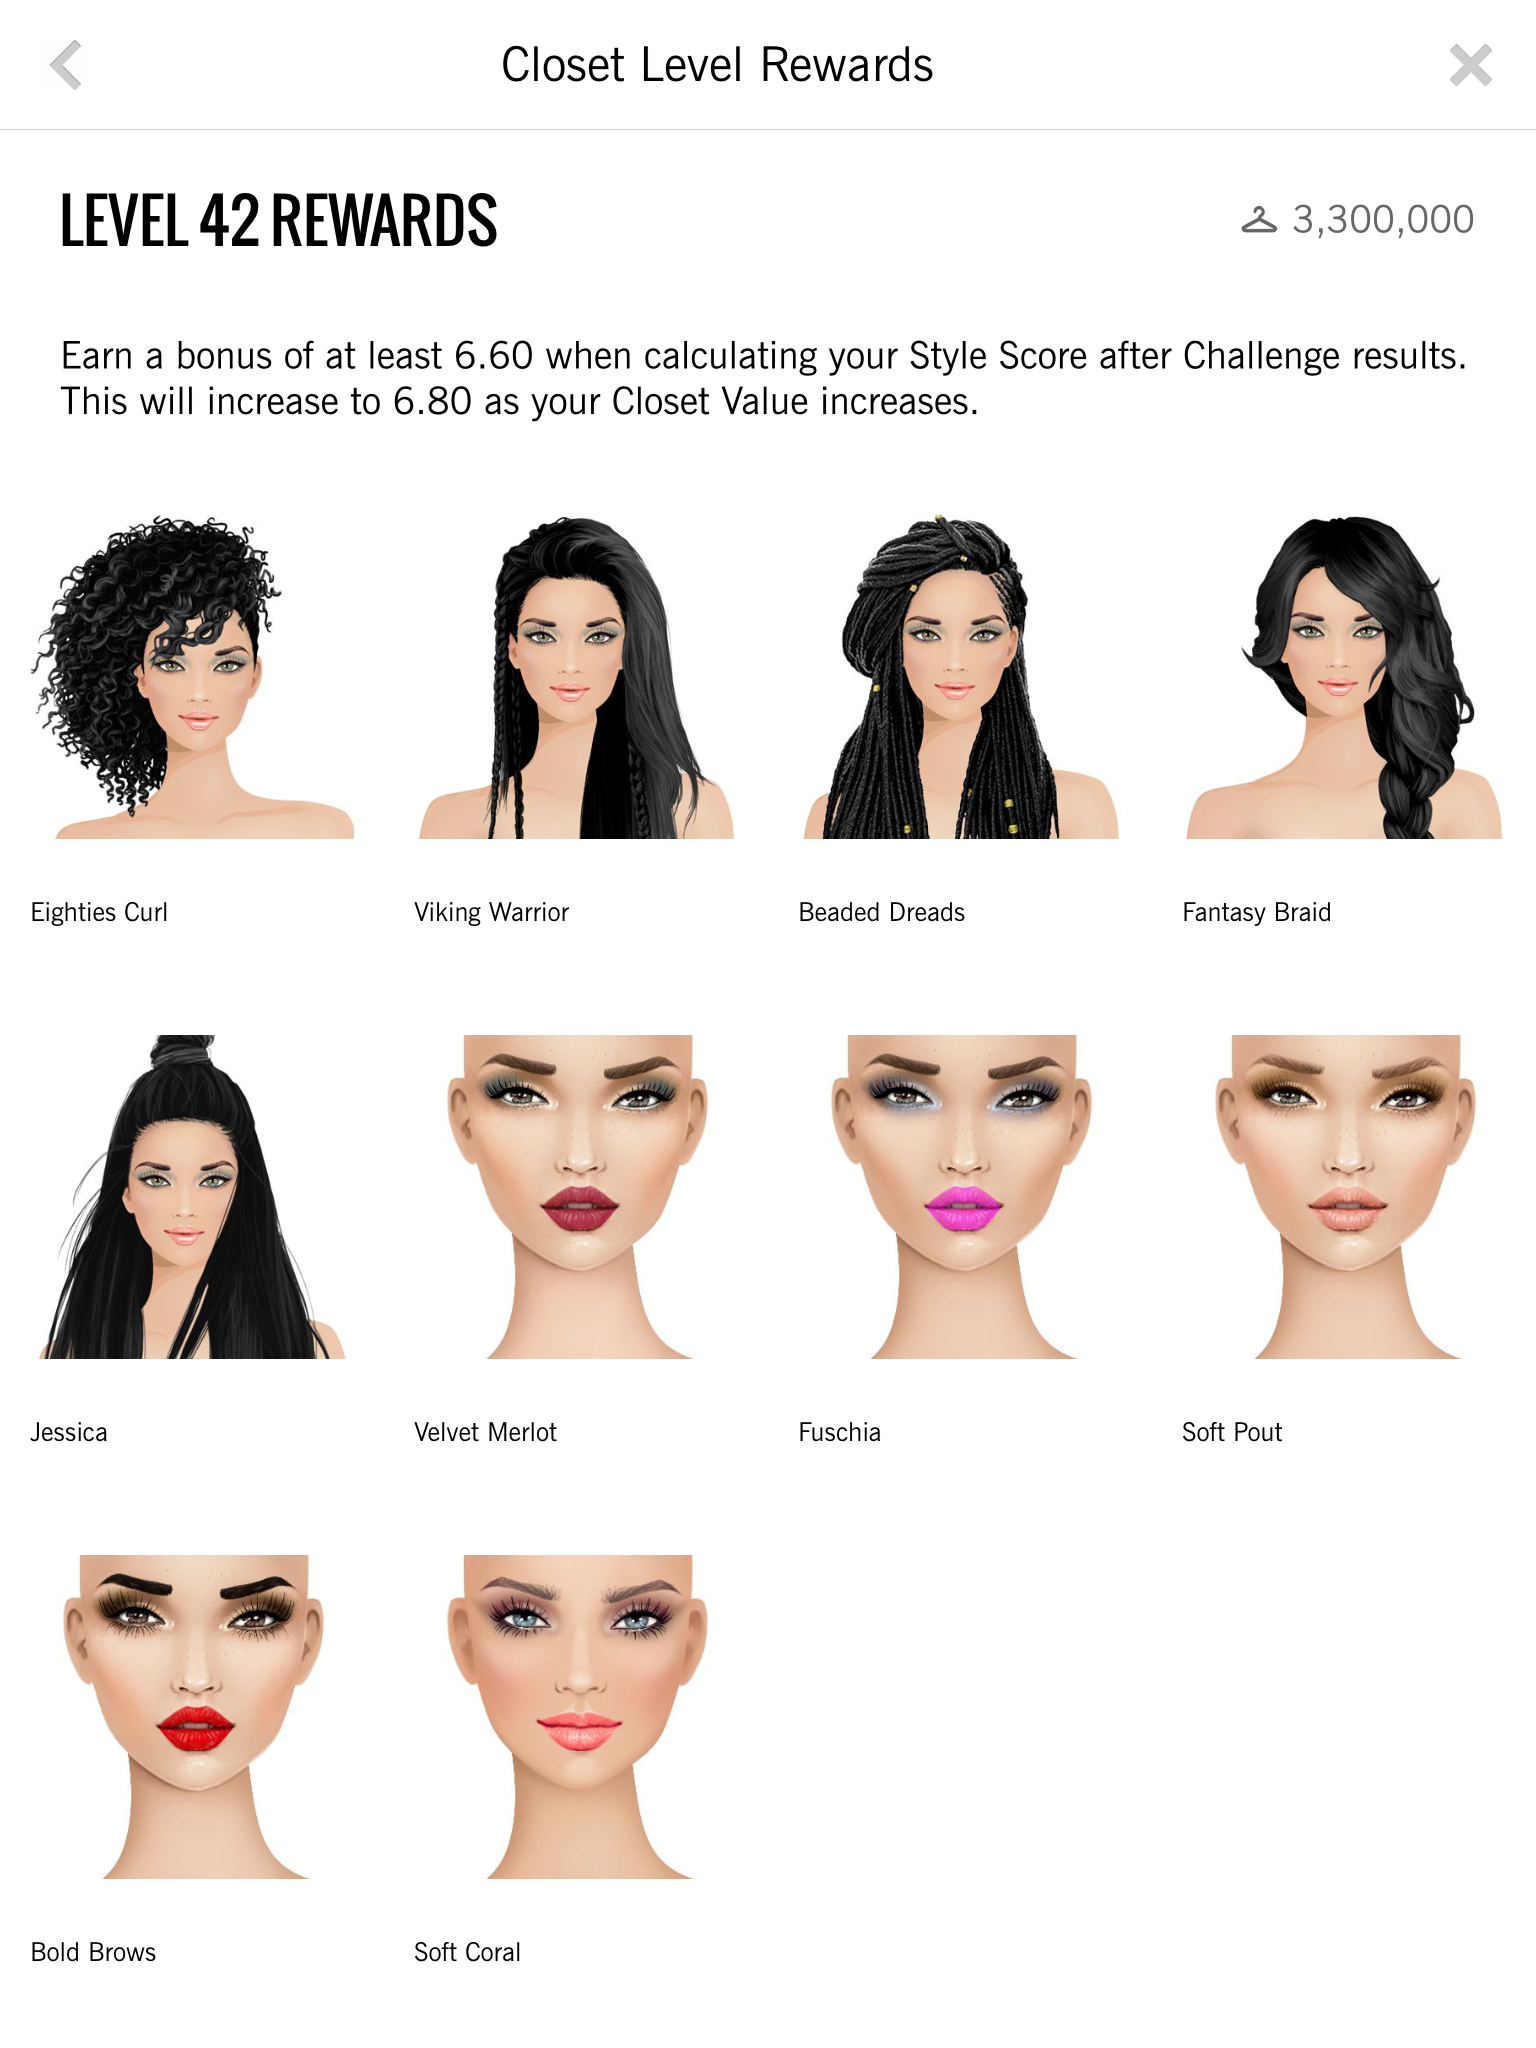 Closet Level Rewards
LEVEL 42 REWARDS
3,300,000
Earn a bonus of at least 6.60 when calculating your Style Score after Challenge results.
This will increase to 6.80 as your Closet Value increases.
Eighties Curl
Viking Warrior
Beaded Dreads
Fantasy Braid
Jessica
Velvet Merlot
Fuschia
Soft Pout
Bold Brows
Soft Coral